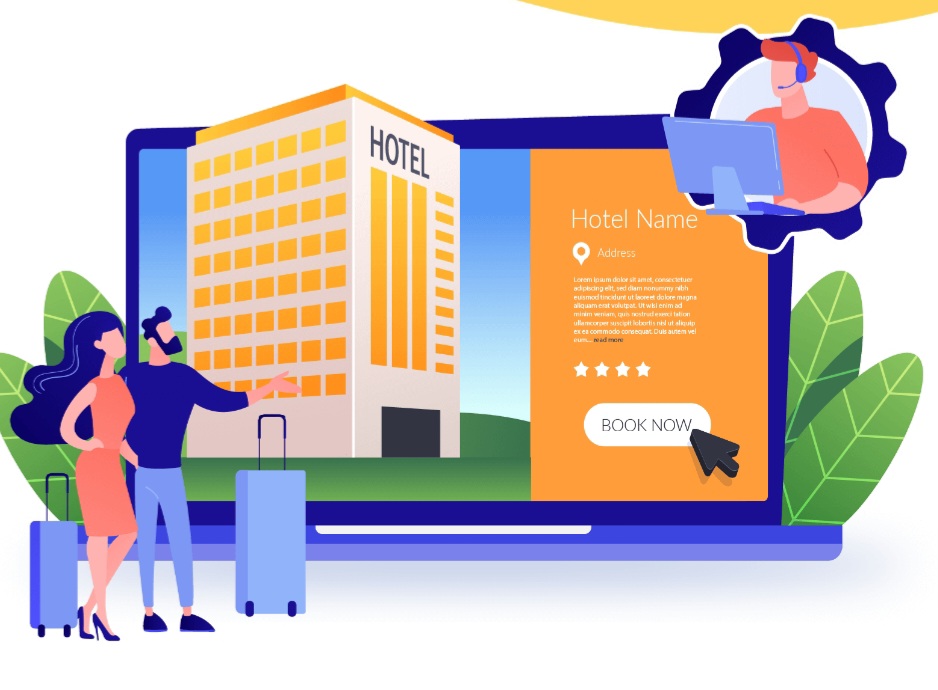 HOTEL
Hotel Name
Address
Lorem ipsum dolor sit amet, consectetuer
adipiscing elit, sed diam nonummy nibh
euismod tincidunt ut laoreet dolore magna
aliquam erat volutpat. Ut wisi enim ad
minim veniam, quis nostrud exerci tation
ullamcorper suscipit lobortis nisl ut aliquip
ex ea commodo consequat. Duis autem vel
eum... read more
BOOK NOW